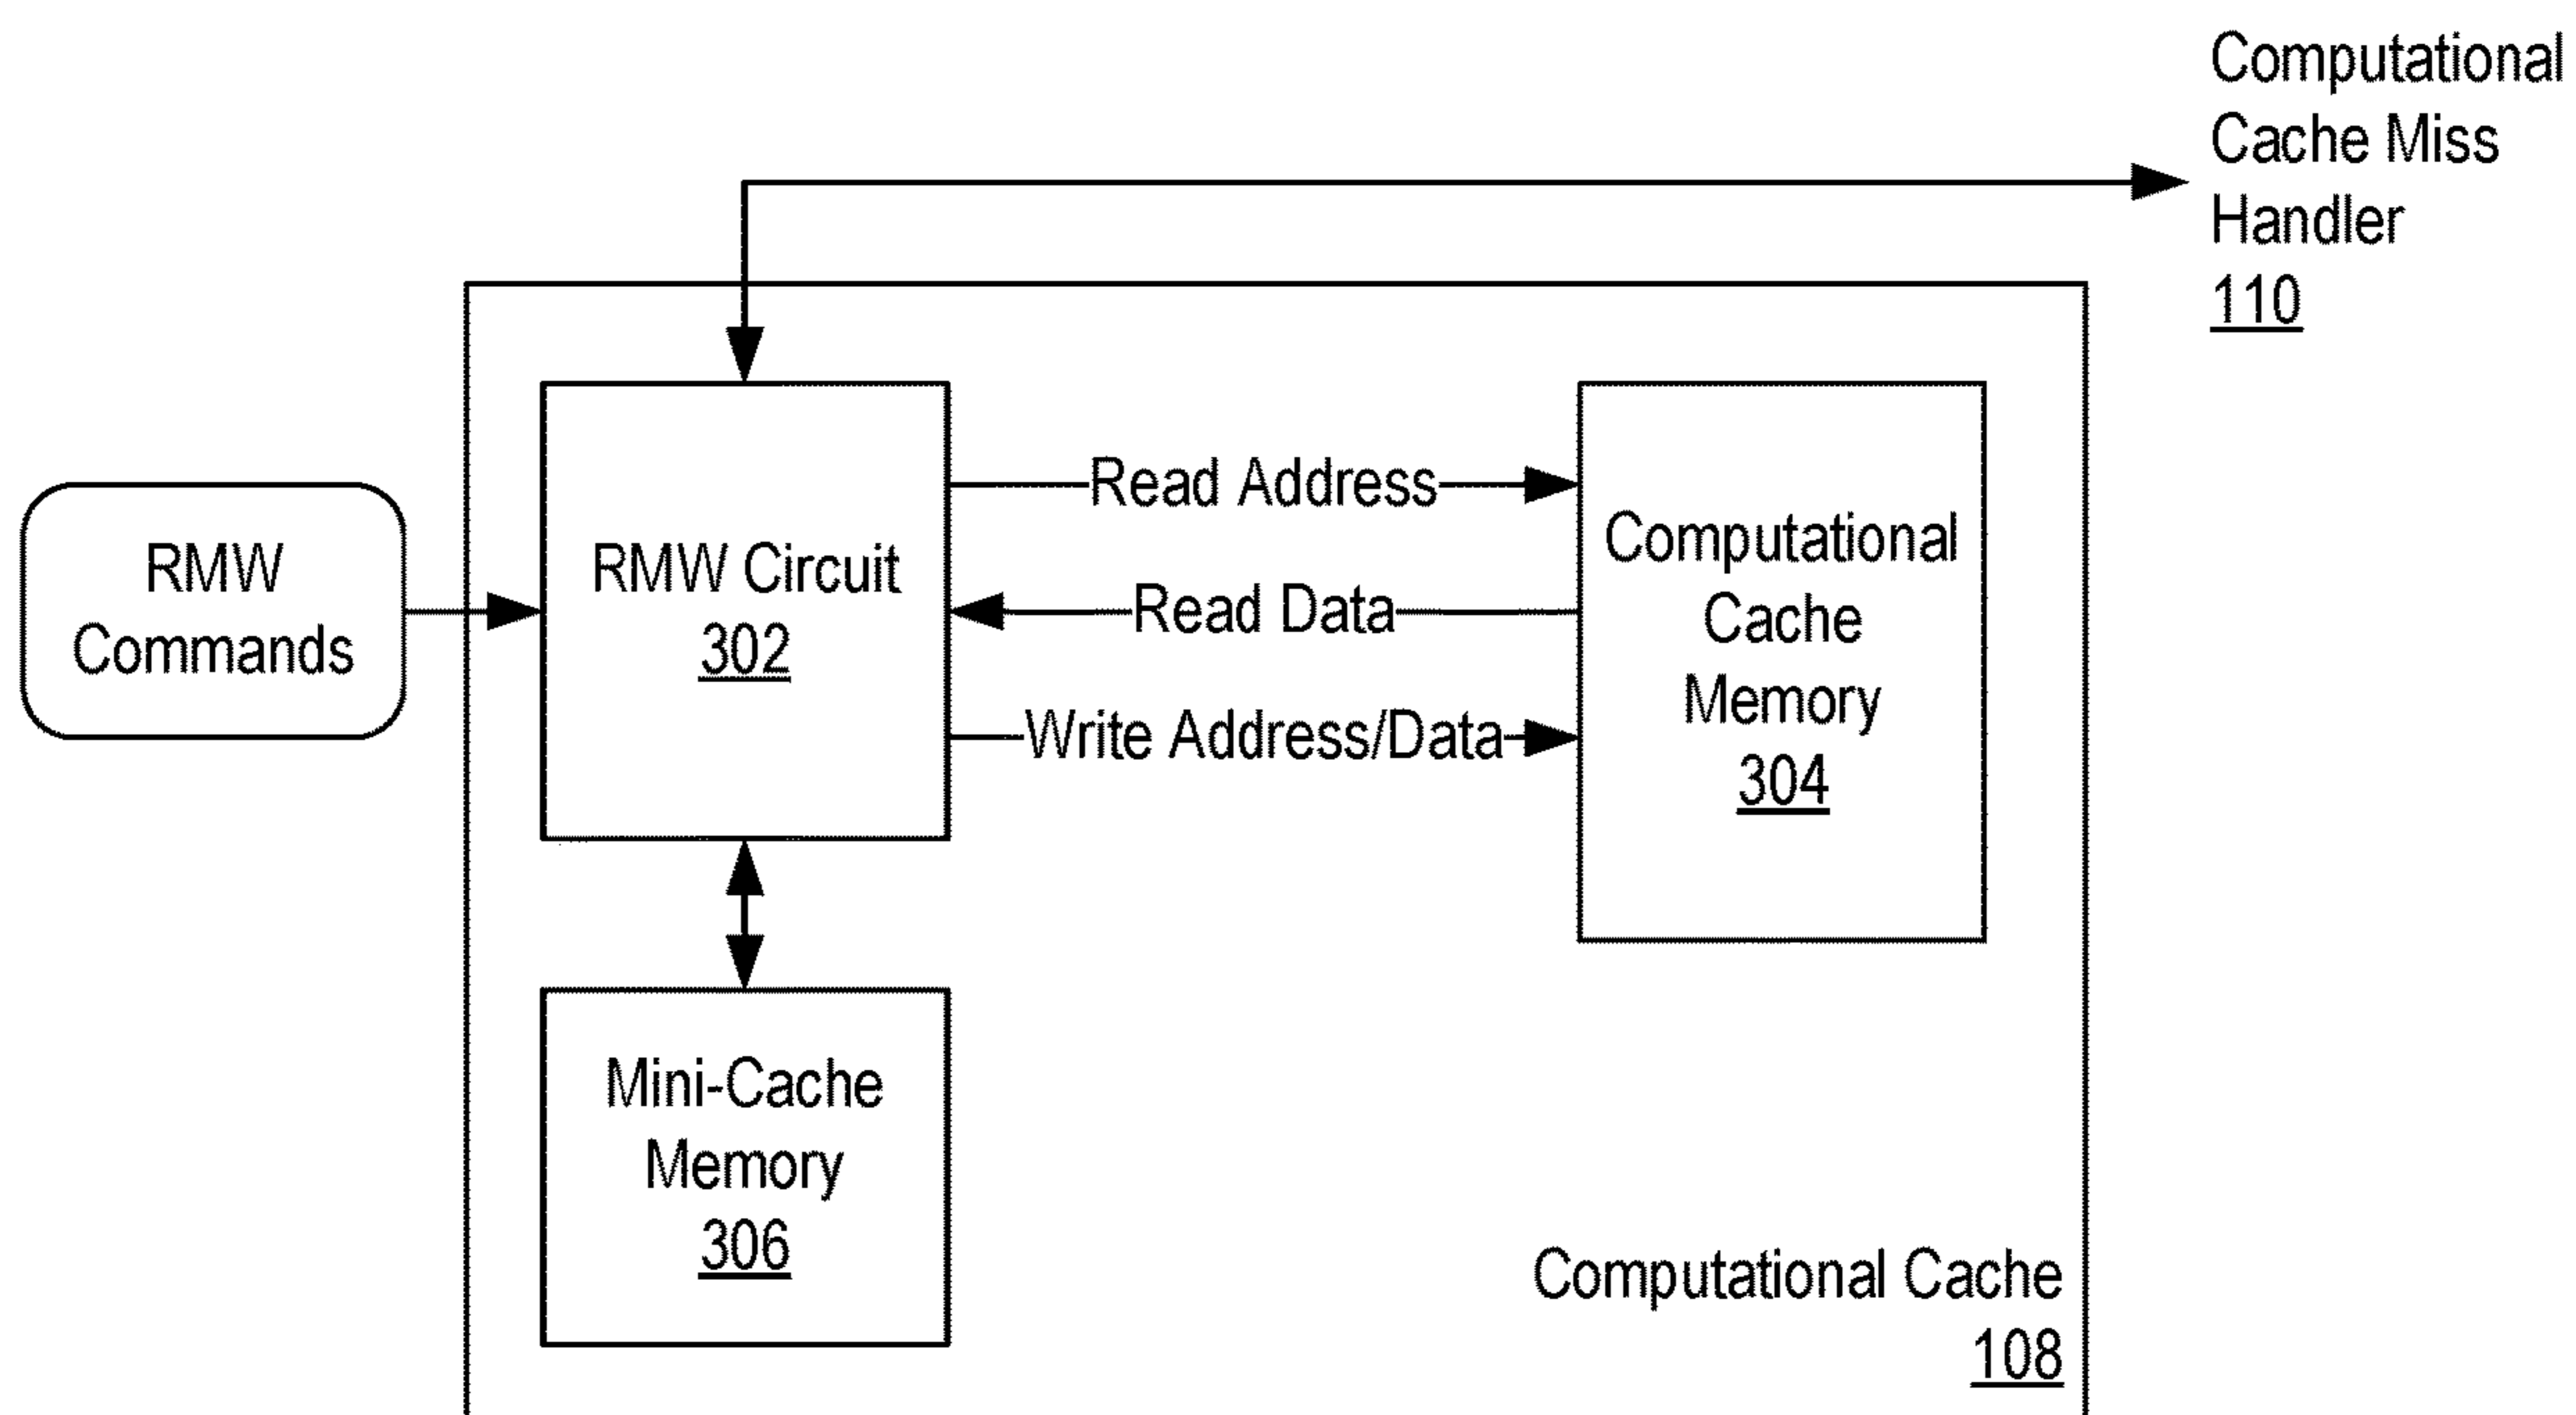 Computational
Cache Miss
Handler
110
RMW
Commands
RMW Circuit
302
Read Address
Read Data
Write Address/Data
Computational
Cache
Memory
304
Mini-Cache
Memory
306
Computational Cache
108